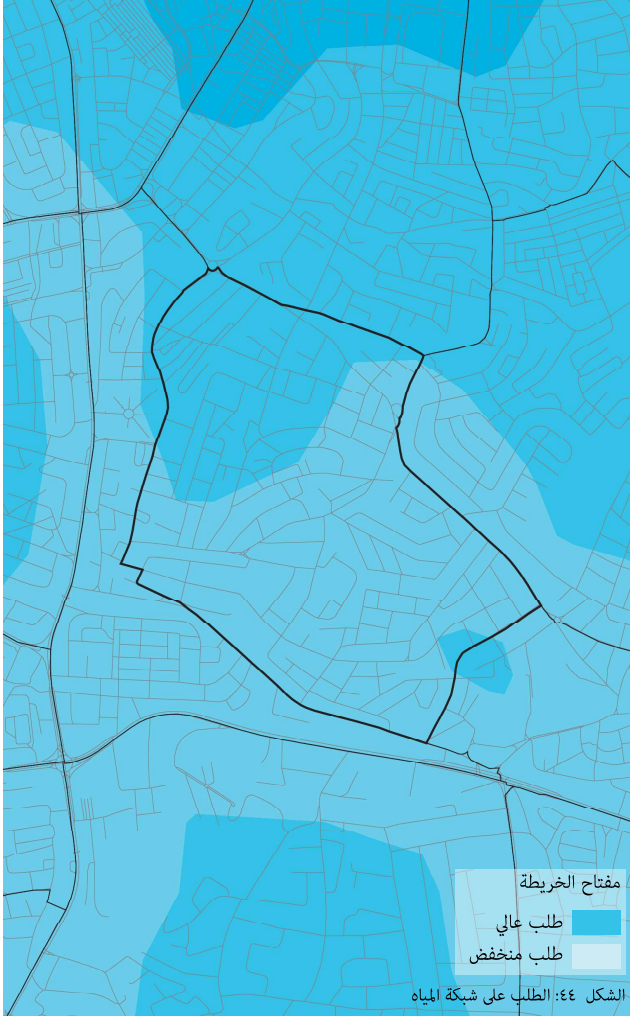 مفتاح الخريطة
طلب عالي
طلب منخفض
الشكل ٤٤: الطلب على شبكة المياه